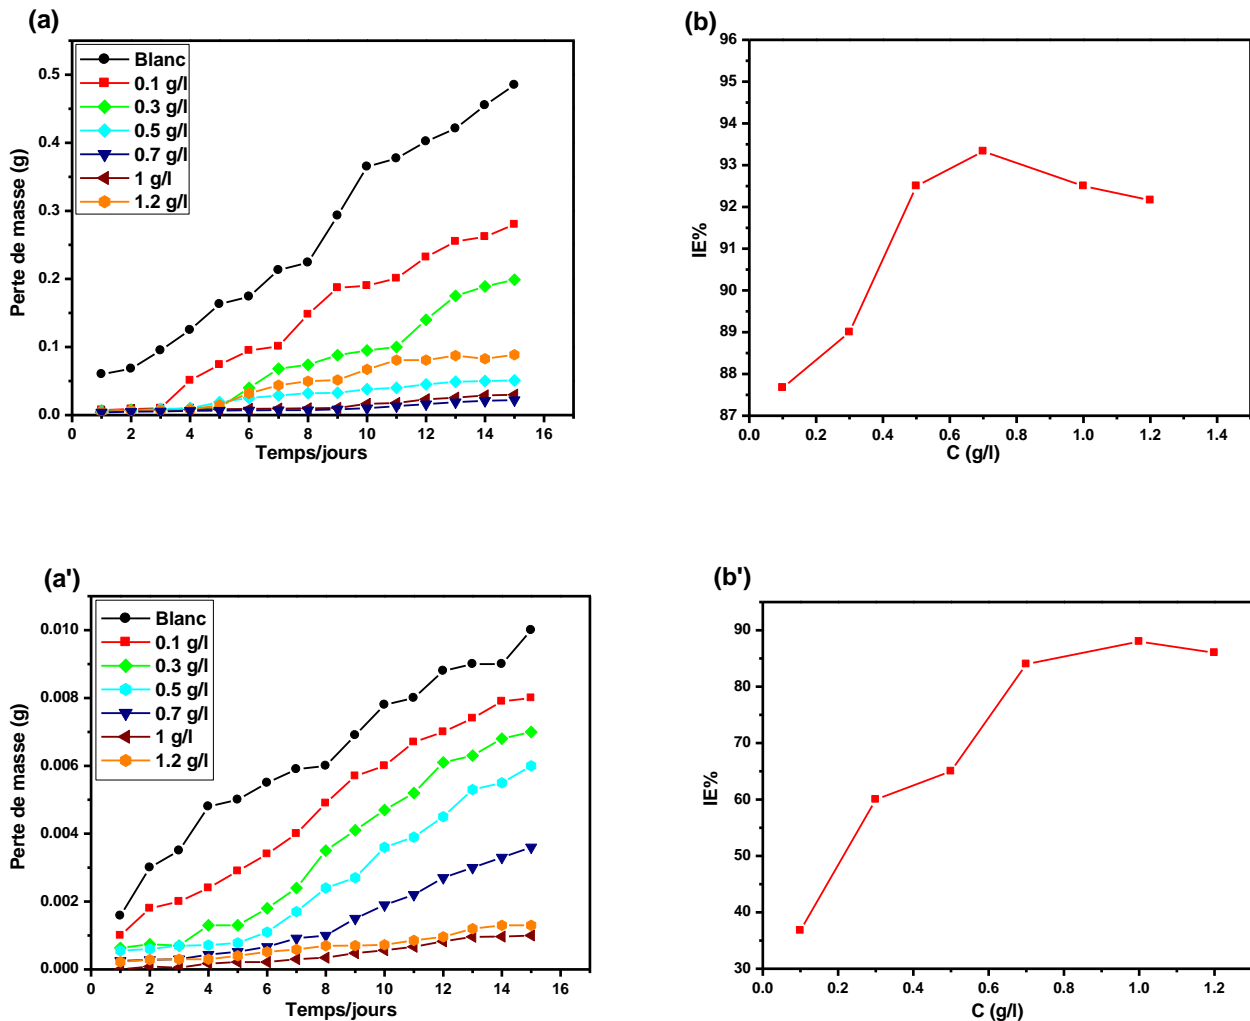 (a)
Perte de masse (g)
0.5
0.4
0.3
0.2
0.1
0.0
Blanc
0.1 g/l
0.3 g/l
0.5 g/l
0.7 g/l
1 g/l
1.2 g/l
0 2 4 6 8 10 12 14 16
Temps/jours
(b)
IE%
96
95
94
93
92
91
90
89
88
87
0.0 0.2 0.4 0.6 0.8 1.0 1.2 1.4
C (g/l)
(a')
Perte de masse (g)
0.010
0.008
0.006
0.004
0.002
0.000
Blanc
0.1 g/l
0.3 g/l
0.5 g/l
0.7 g/l
1 g/l
1.2 g/l
0 2 4 6 8 10 12 14 16
Temps/jours
(b')
IE%
90
80
70
60
50
40
30
0.0 0.2 0.4 0.6 0.8 1.0 1.2
C (g/l)